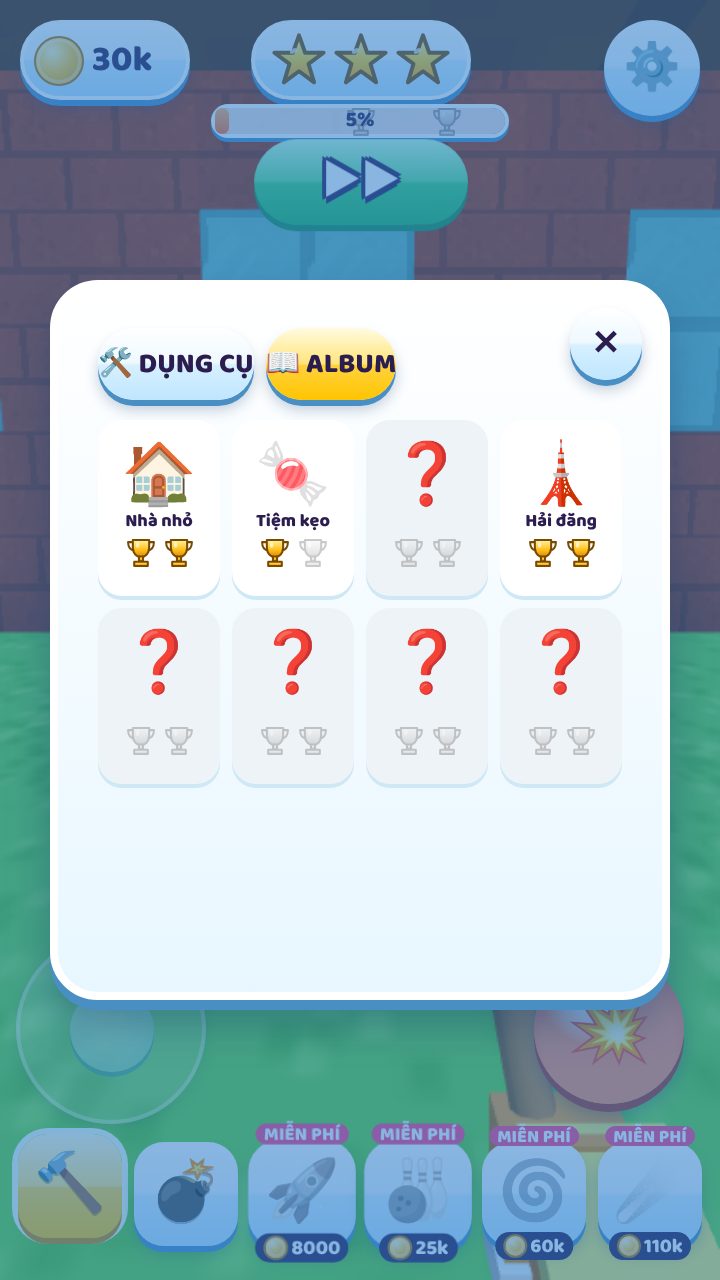 30k
5%
DỤNG CỤ
ALBUM
Nhà nhỏ
Tiệm kẹo
Hải đăng
MIỄN PHÍ
MIỄN PHÍ
MIỄN PHÍ
MIỄN PHÍ
8000
25k
60k
110k